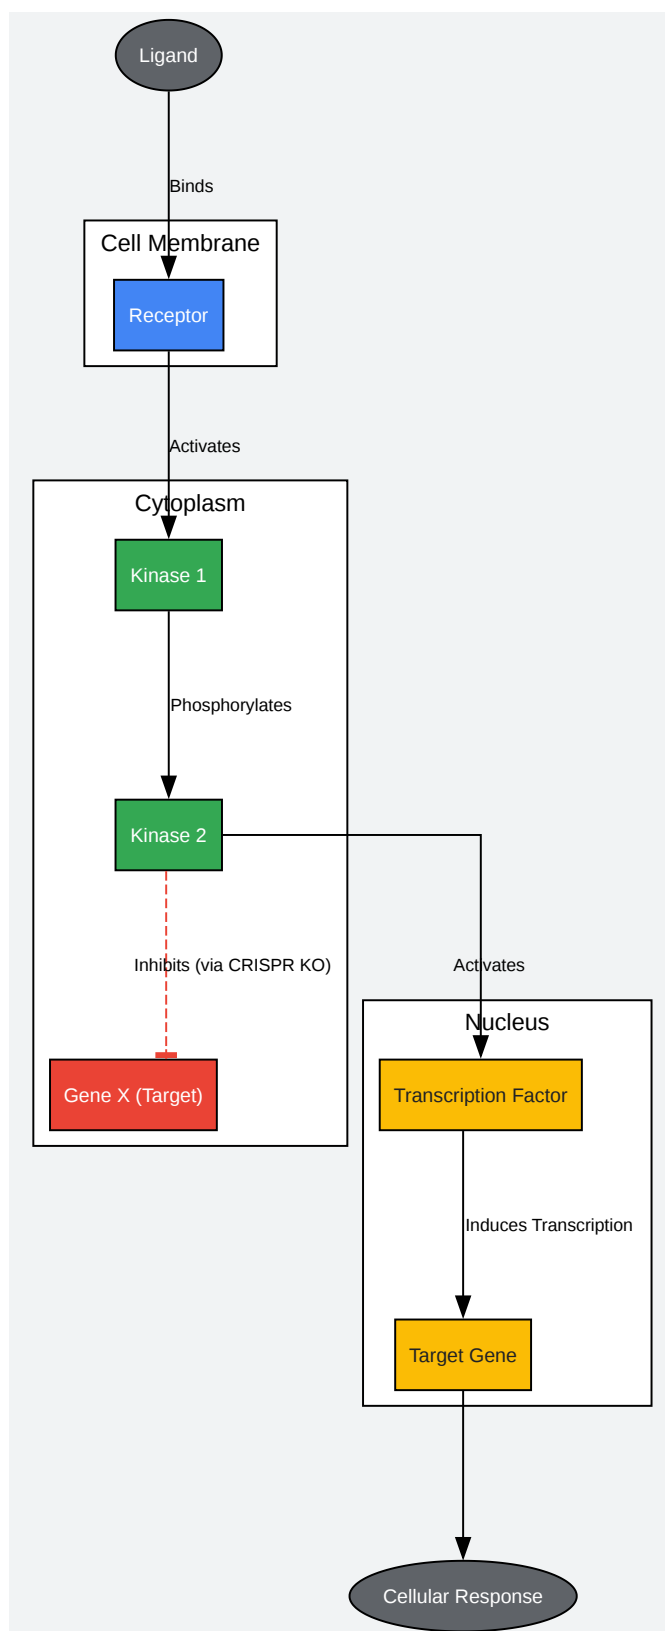 Ligand
Binds
Cell Membrane
Receptor
Activates
Cytoplasm
Kinase 1
Phosphorylates
Kinase 2
Inhibits (via CRISPR KO)
Activates
Nucleus
Gene X (Target)
Transcription Factor
Induces Transcription
Target Gene
Cellular Response